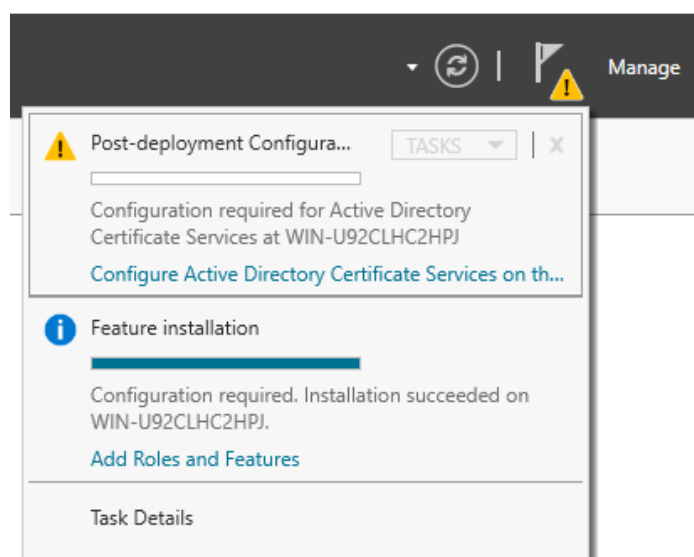 Manage
Post-deployment Configura...
TASKS
X
Configuration required for Active Directory
Certificate Services at WIN-U92CLHC2HPJ
Configure Active Directory Certificate Services on th...
Feature installation
Configuration required. Installation succeeded on
WIN-U92CLHC2HPJ.
Add Roles and Features
Task Details